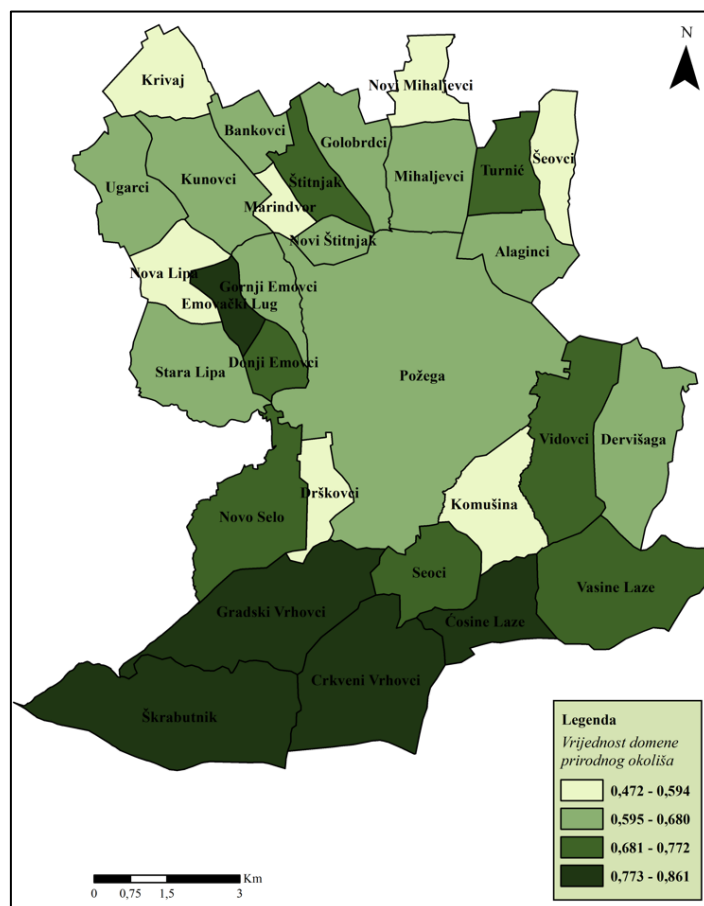 N
Krivaj
Novi Mihaljevci
Bankovci
Golobrdci
Šeovci
Ugarci
Kunovci
Štitnjak
Mihaljevci
Turnić
Marindvor
Novi Štitnjak
Alaginci
Nova Lipa
Gornji Emovci
Emovački Lug
Stara Lipa
Donji Emovci
Požega
Vidovci
Dervišaga
Drškovci
Komušina
Novo Selo
Seoci
Vasine Laze
Gradski Vrhovci
Ćosine Laze
Crkveni Vrhovci
Škrabutnik
Legenda
Vrijednost domene
prirodnog okoliša
0,472 - 0,594
0,595 - 0,680
0,681 - 0,772
0,773 - 0,861
Km
0 0,75 1,5 3